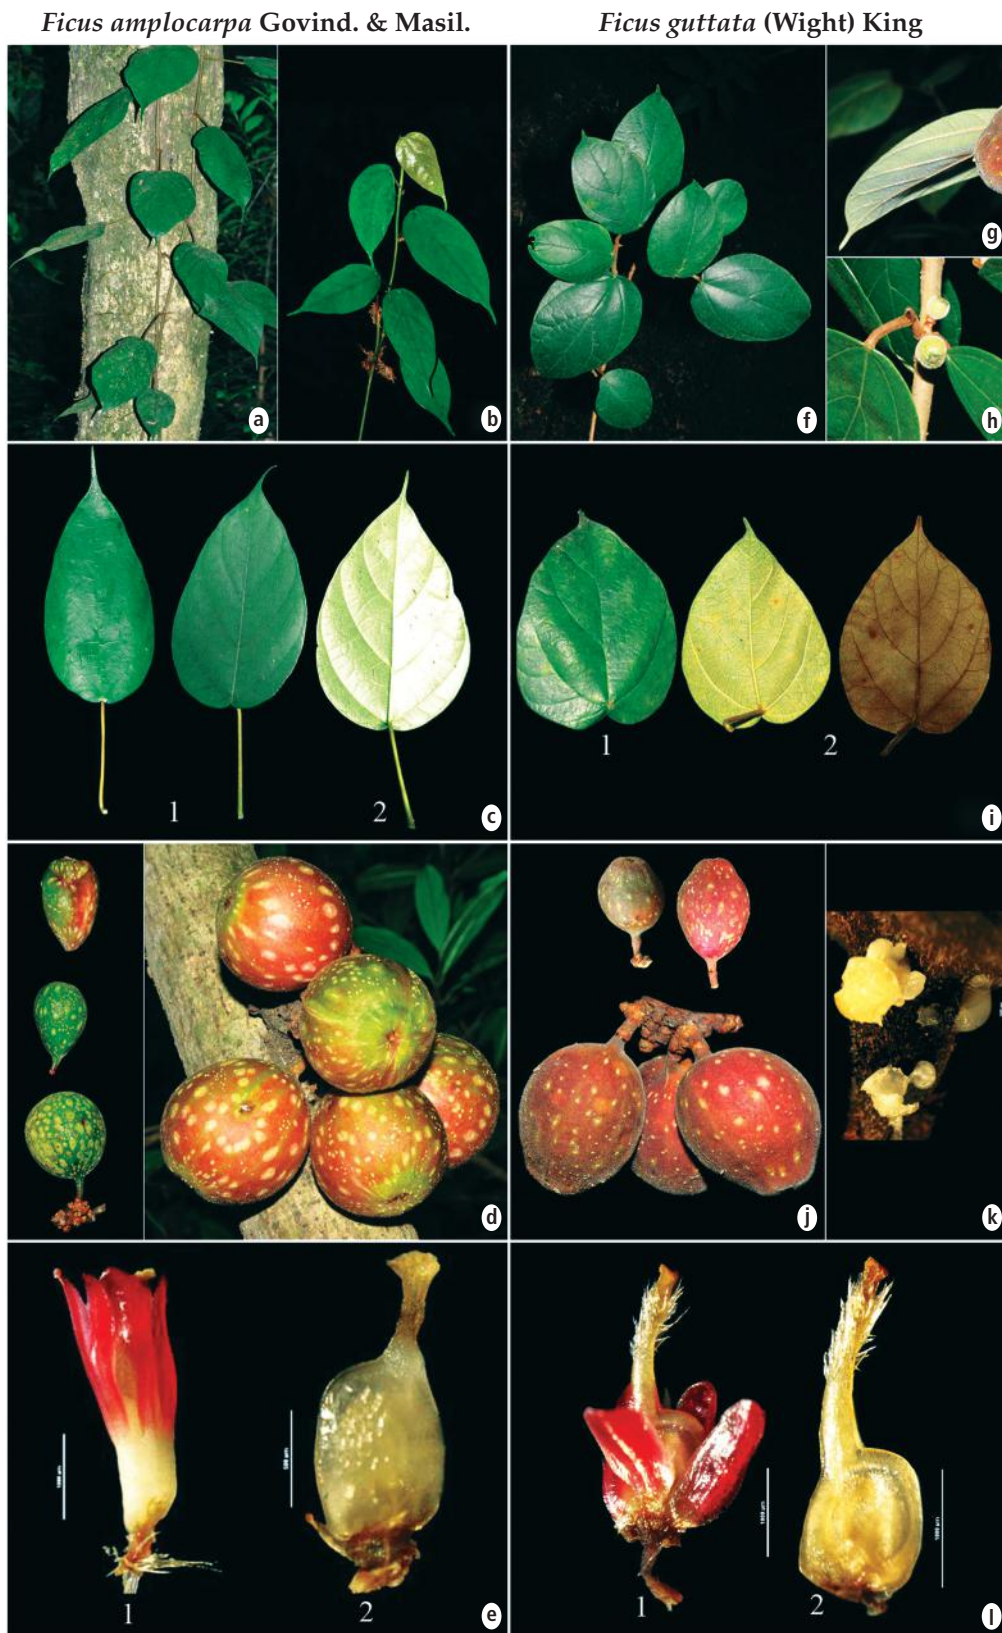 Ficus amplocarpa Govind. & Masil.
Ficus guttata (Wight) King
a
b
f
g
h
1
2
c
1
2
i
d
j
k
1
2
e
1
2
l